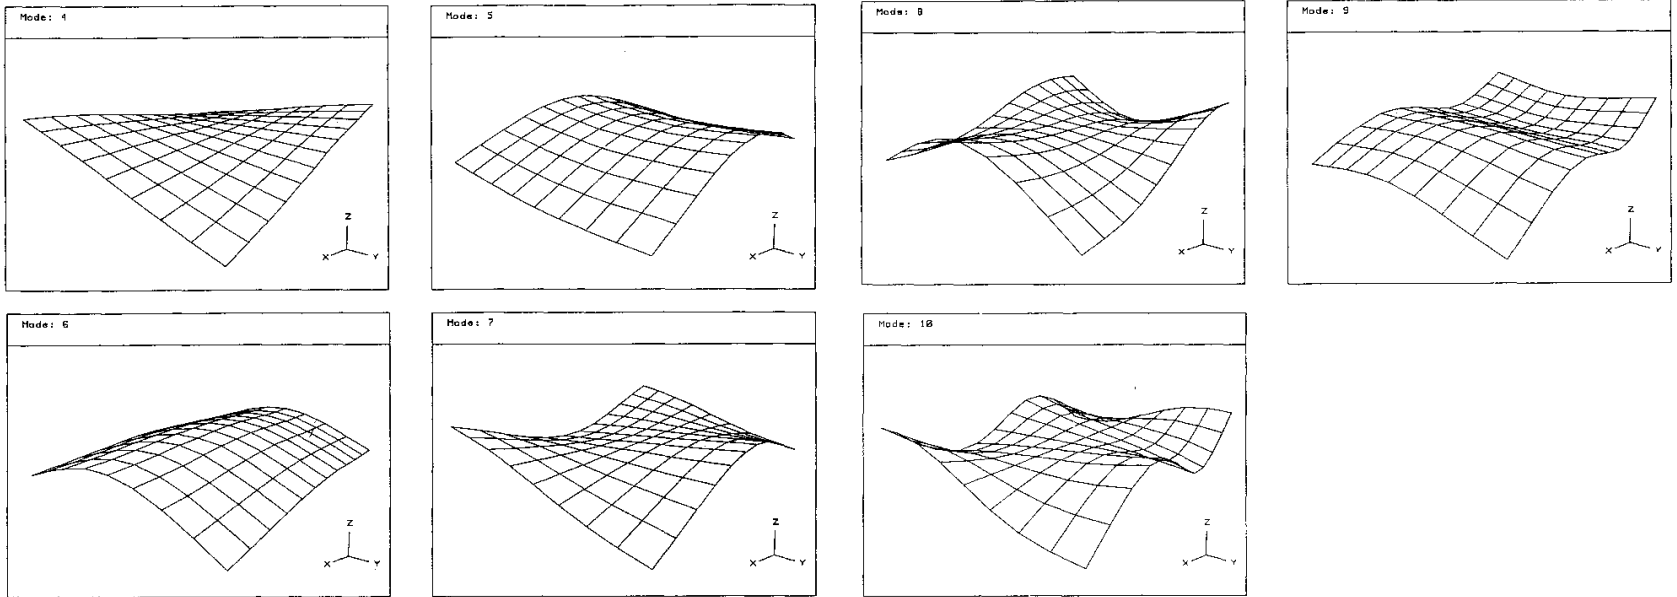 Mode: 4
Z
X Y
Mode: 5
Z
X Y
Mode: 8
Z
X Y
Mode: 9
Z
X Y
Mode: 6
Z
X Y
Mode: 7
Z
X Y
Mode: 10
Z
X Y